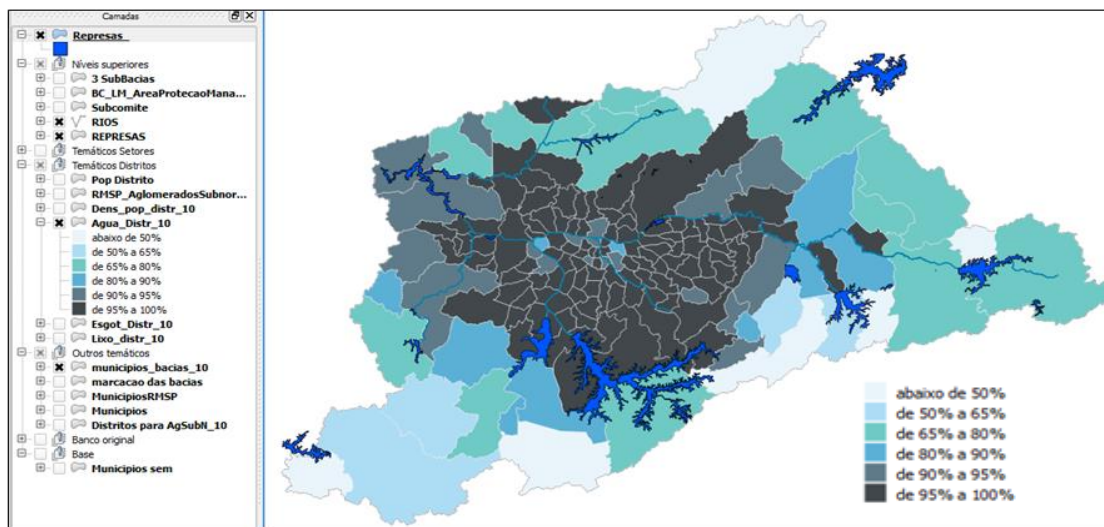 Camadas
Represas
Níveis superiores
3 SubBacias
BC_LM_AreaProtecaoMana...
Subcomite
RIOS
REPRESAS
Temáticos Setores
Temáticos Distritos
Pop Distrito
RMSP_AglomeradosSubnor...
Dens_pop_distr_10
Agua_Distr_10
abaixo de 50%
de 50% a 65%
de 65% a 80%
de 80% a 90%
de 90% a 95%
de 95% a 100%
Esgot_Distr_10
Lixo_distr_10
Outros temáticos
municipios_bacias_10
marcacao das bacias
MunicipiosRMSP
Municipios
Distritos para AgSubN_10
Banco original
Base
Municipios sem
abaixo de 50%
de 50% a 65%
de 65% a 80%
de 80% a 90%
de 90% a 95%
de 95% a 100%